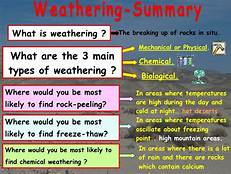 Weathering-Summary
What is weathering ?
The breaking up of rocks in situ.
What are the 3 main
types of weathering ?
Mechanical or Physical.
Chemical.
Biological.
Where would you be most
likely to find rock-peeling?
In areas where temperatures
are high during the day and
cold at night. hot deserts
Where would you be most
likely to find freeze-thaw?
In areas where temperatures
oscillate about freezing
point... high mountain areas.
Where would you be most likely to
find chemical weathering ?
In areas where there is a lot
of rain and there are rocks
which contain calcium